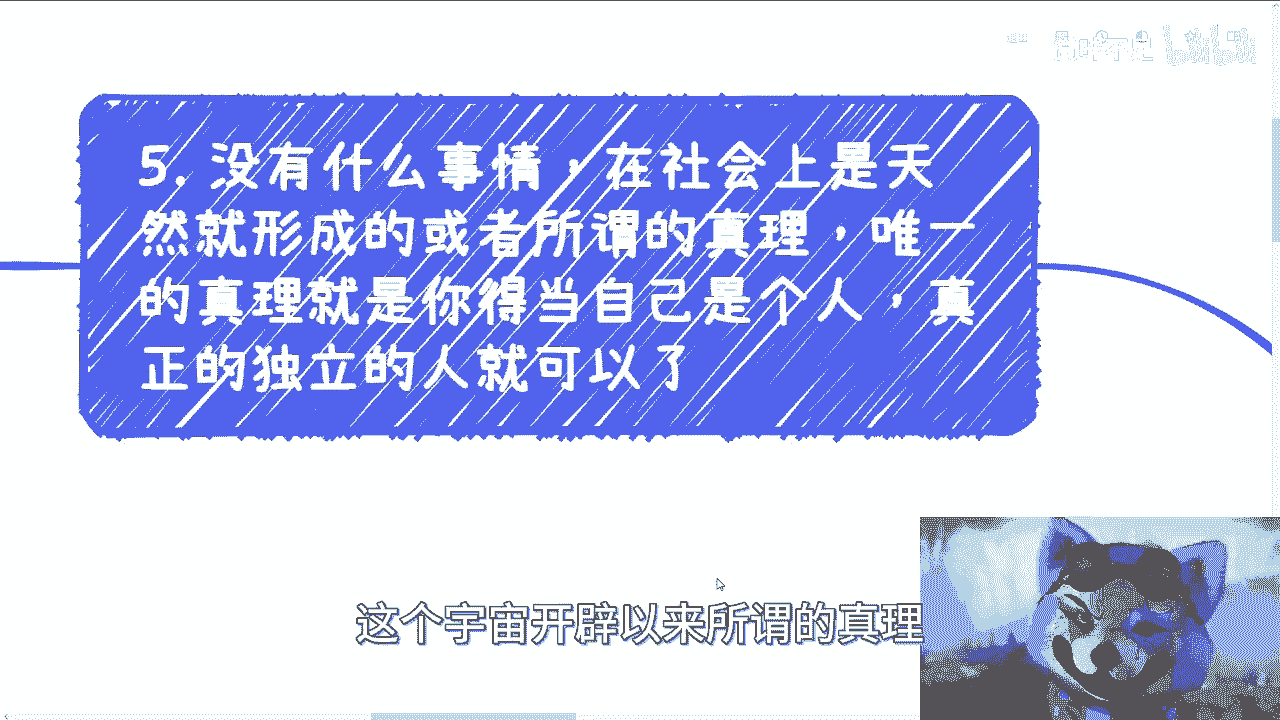 5. 没有什么事情，在社会上是天
然就形成的或者所谓的真理，唯一
的真理就是你得当自己是个人，真
正的独立的人就可以了
这个宇宙开辟以来所谓的真理